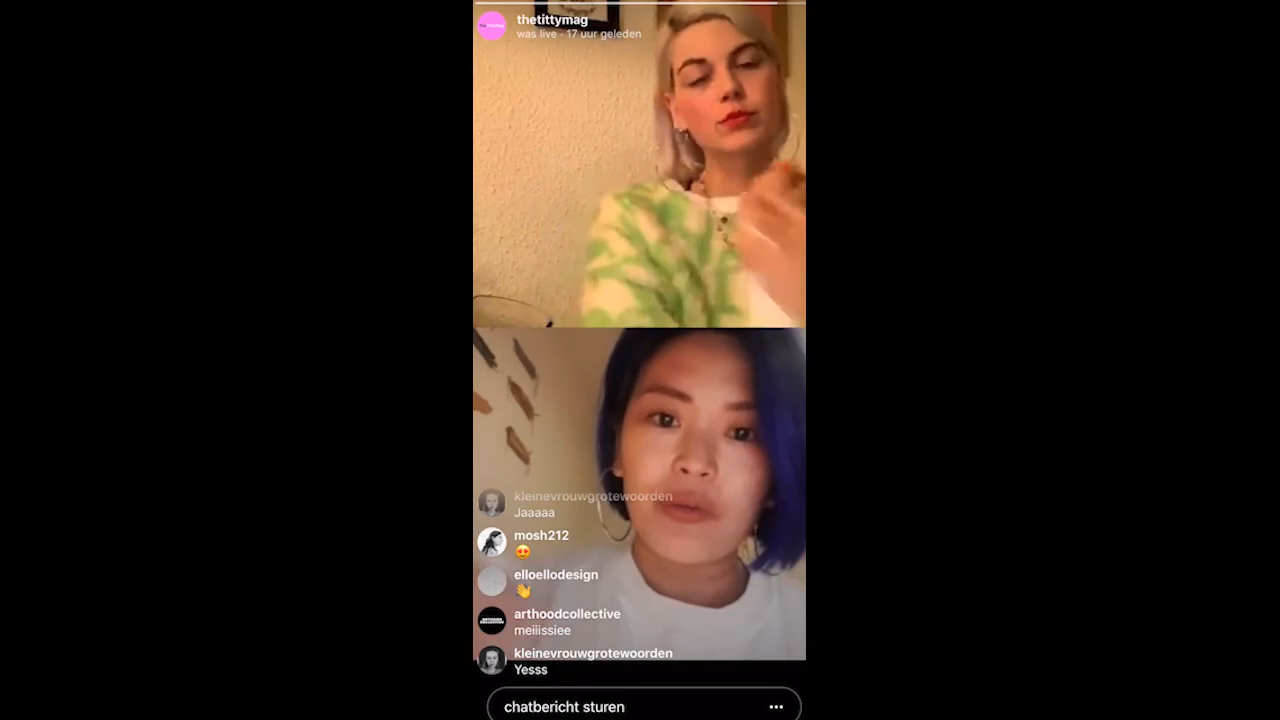 thetittymag
was live · 17 uur geleden
kleinevrouwgrotewoorden
Jaaaaa
mosh212
😍
elloellodesign
👋
arthoodcollective
meiiissiee
kleinevrouwgrotewoorden
Yesss
chatbericht sturen